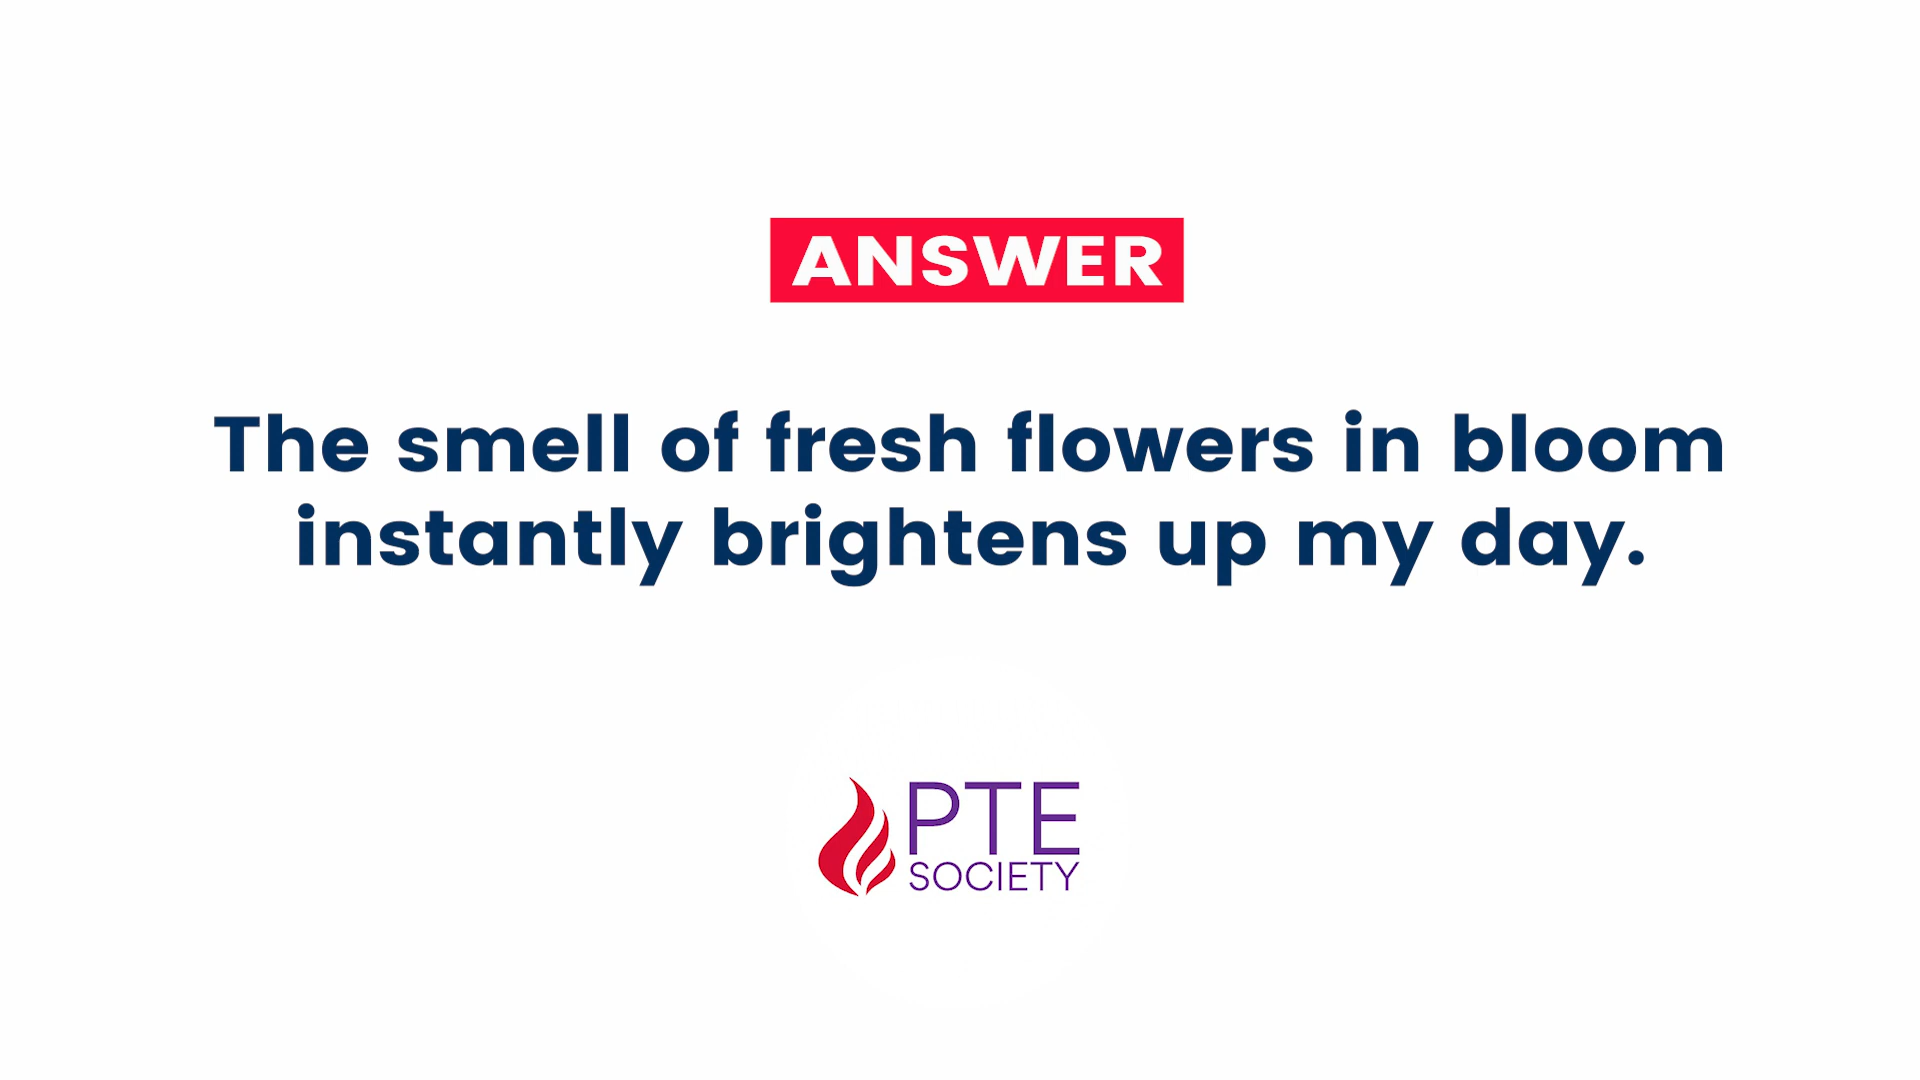 ANSWER
The smell of fresh flowers in bloom
instantly brightens up my day.
PTE
SOCIETY